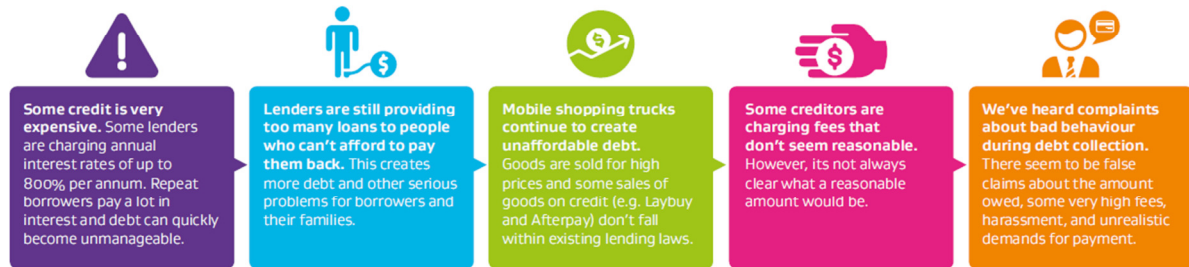 Some credit is very
expensive. Some lenders
are charging annual
interest rates of up to
800% per annum. Repeat
borrowers pay a lot in
interest and debt can quickly
become unmanageable.
Lenders are still providing
too many loans to people
who can't afford to pay
them back. This creates
more debt and other serious
problems for borrowers and
their families.
Mobile shopping trucks
continue to create
unaffordable debt.
Goods are sold for high
prices and some sales of
goods on credit (e.g. Laybuy
and Afterpay) don't fall
within existing lending laws.
Some creditors are
charging fees that
don't seem reasonable.
However, its not always
clear what a reasonable
amount would be.
We've heard complaints
about bad behaviour
during debt collection.
There seem to be false
claims about the amount
owed, some very high fees,
harassment, and unrealistic
demands for payment.